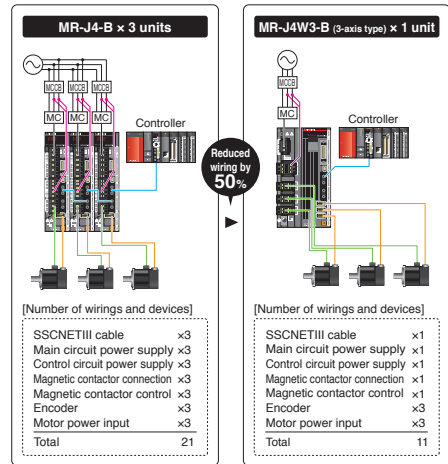 MR-J4-B × 3 units
MCCB MCCB MCCB
MC MC MC
Controller
[Number of wirings and devices]
SSCNETIII cable ×3
Main circuit power supply ×3
Control circuit power supply ×3
Magnetic contactor connection ×3
Magnetic contactor control ×3
Encoder ×3
Motor power input ×3
Total 21
Reduced
wiring by
50%
MR-J4W3-B (3-axis type) × 1 unit
MCCB
MC
Controller
[Number of wirings and devices]
SSCNETIII cable ×1
Main circuit power supply ×1
Control circuit power supply ×1
Magnetic contactor connection ×1
Magnetic contactor control ×1
Encoder ×3
Motor power input ×3
Total 11